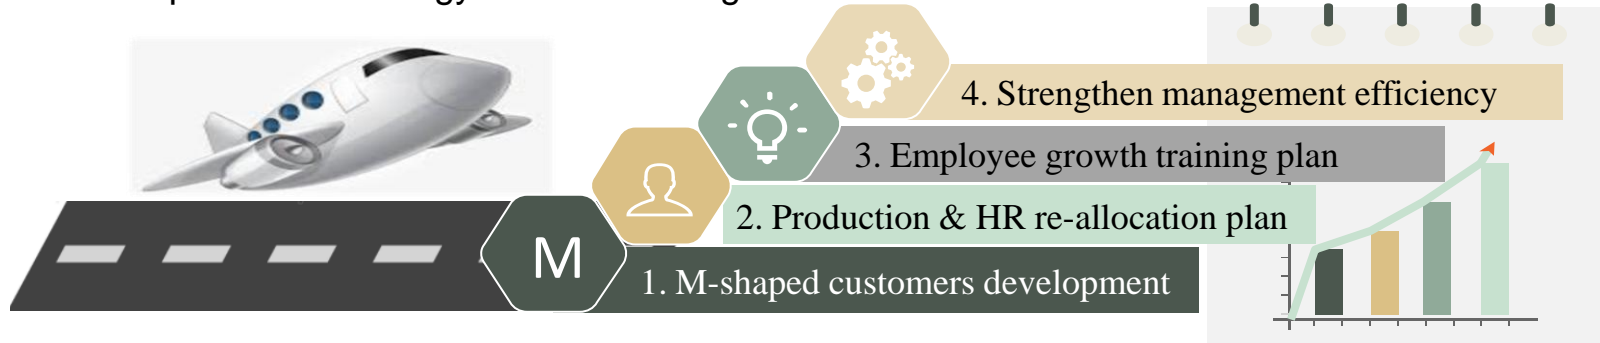 4. Strengthen management efficiency
3. Employee growth training plan
2. Production & HR re-allocation plan
M
1. M-shaped customers development